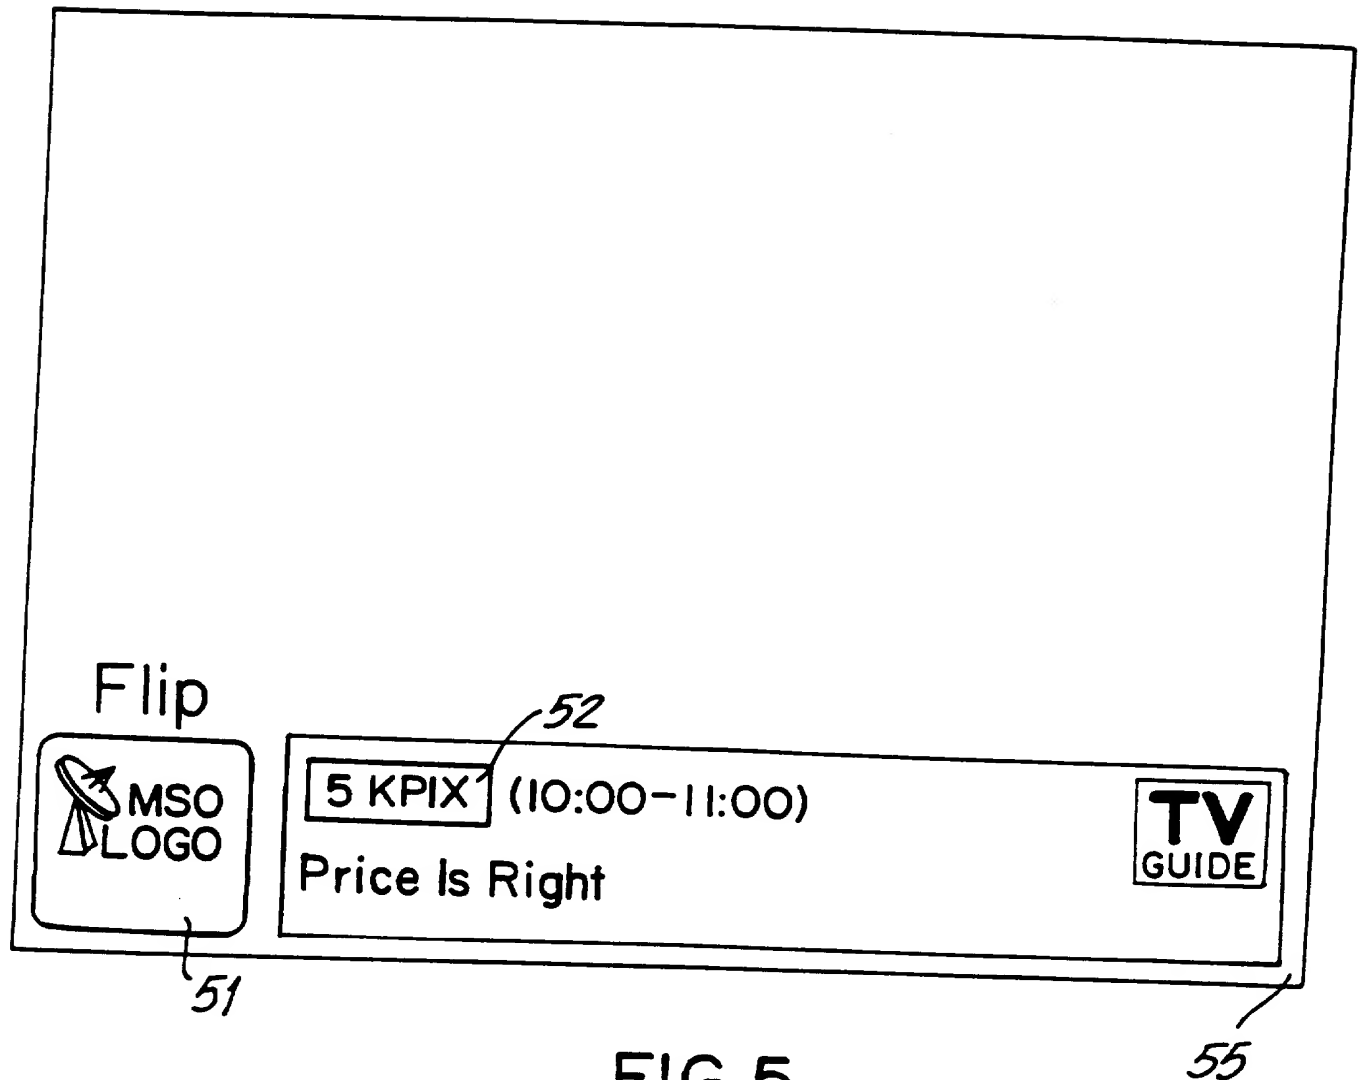 Flip
52
5 KPIX (10:00-11:00)
TV
GUIDE
MSO
LOGO
Price Is Right
51
55
FIG.5